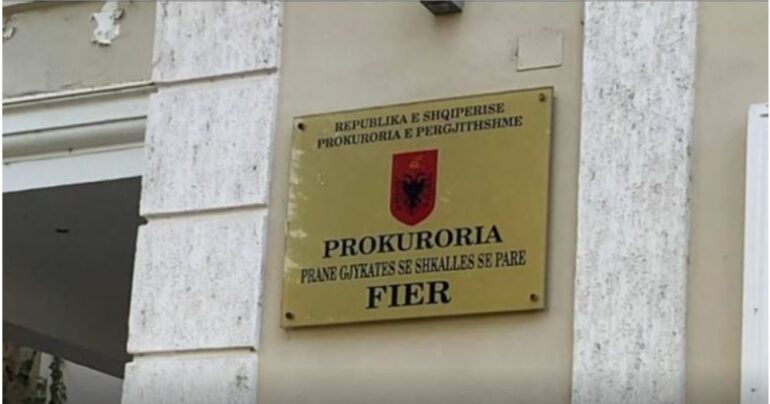 REPUBLIKA E SHQIPERISE
PROKURORIA E PERGJITHSHME
PROKURORIA
PRANE GJYKATES SE SHKALLES SE PARE
FIER